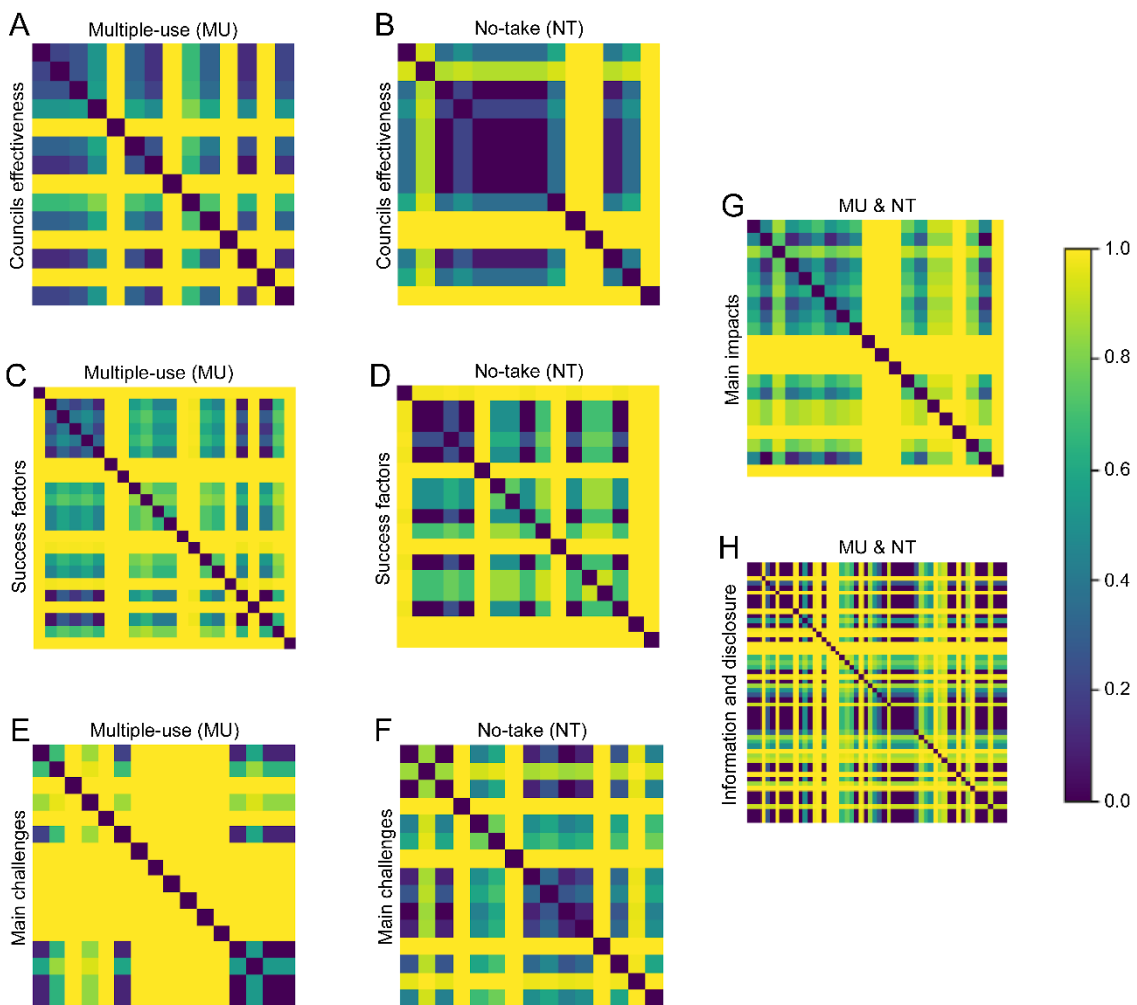 A
Multiple-use (MU)
Councils effectiveness
B
No-take (NT)
Councils effectiveness
C
Multiple-use (MU)
Success factors
D
No-take (NT)
Success factors
E
Multiple-use (MU)
Main challenges
F
No-take (NT)
Main challenges
G
MU & NT
Main impacts
H
MU & NT
Information and disclosure
1.0
0.8
0.6
0.4
0.2
0.0